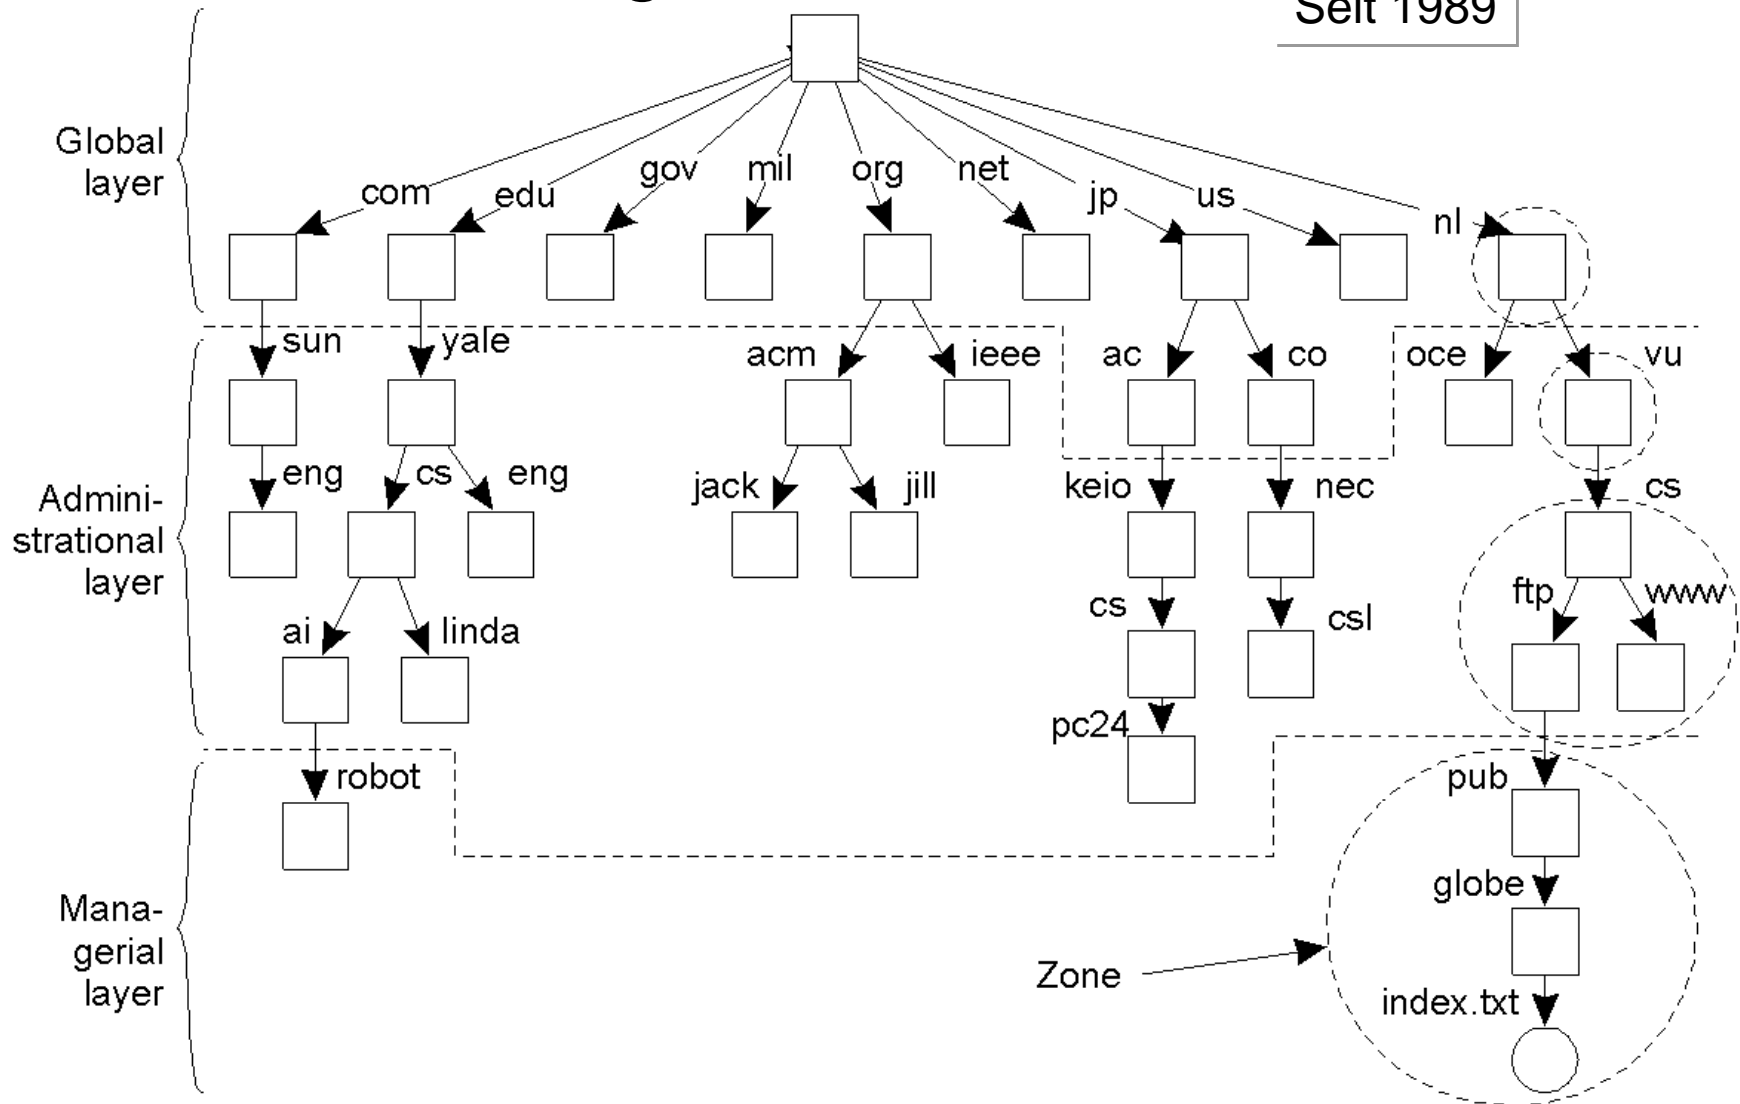 Seit 1989
Global
layer
com
edu
gov
mil
org
net
jp
us
nl
sun
yale
acm
ieee
ac
co
oce
vu
Admini-
strational
layer
eng
cs
eng
jack
jill
keio
nec
cs
ai
linda
cs
csl
ftp
www
pc24
robot
pub
Mana-
gerial
layer
globe
Zone
index.txt